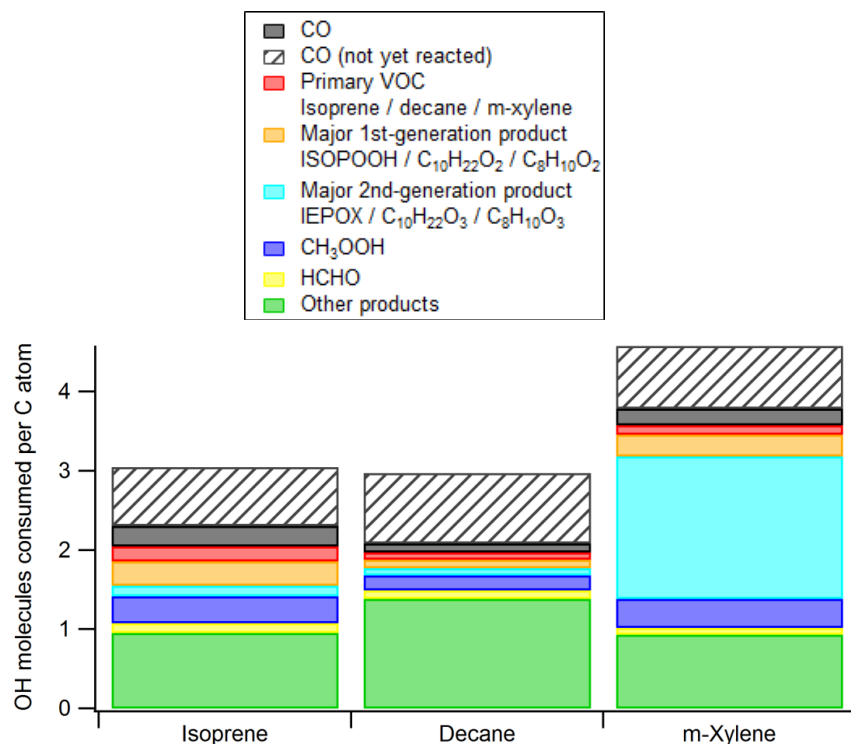 CO
CO (not yet reacted)
Primary VOC
Isoprene / decane / m-xylene
Major 1st-generation product
ISOPOOH / C₁₀H₂₂O₂ / C₈H₁₀O₂
Major 2nd-generation product
IEPOX / C₁₀H₂₂O₃ / C₈H₁₀O₃
CH₃OOH
HCHO
Other products
OH molecules consumed per C atom
4
3
2
1
0
Isoprene
Decane
m-Xylene